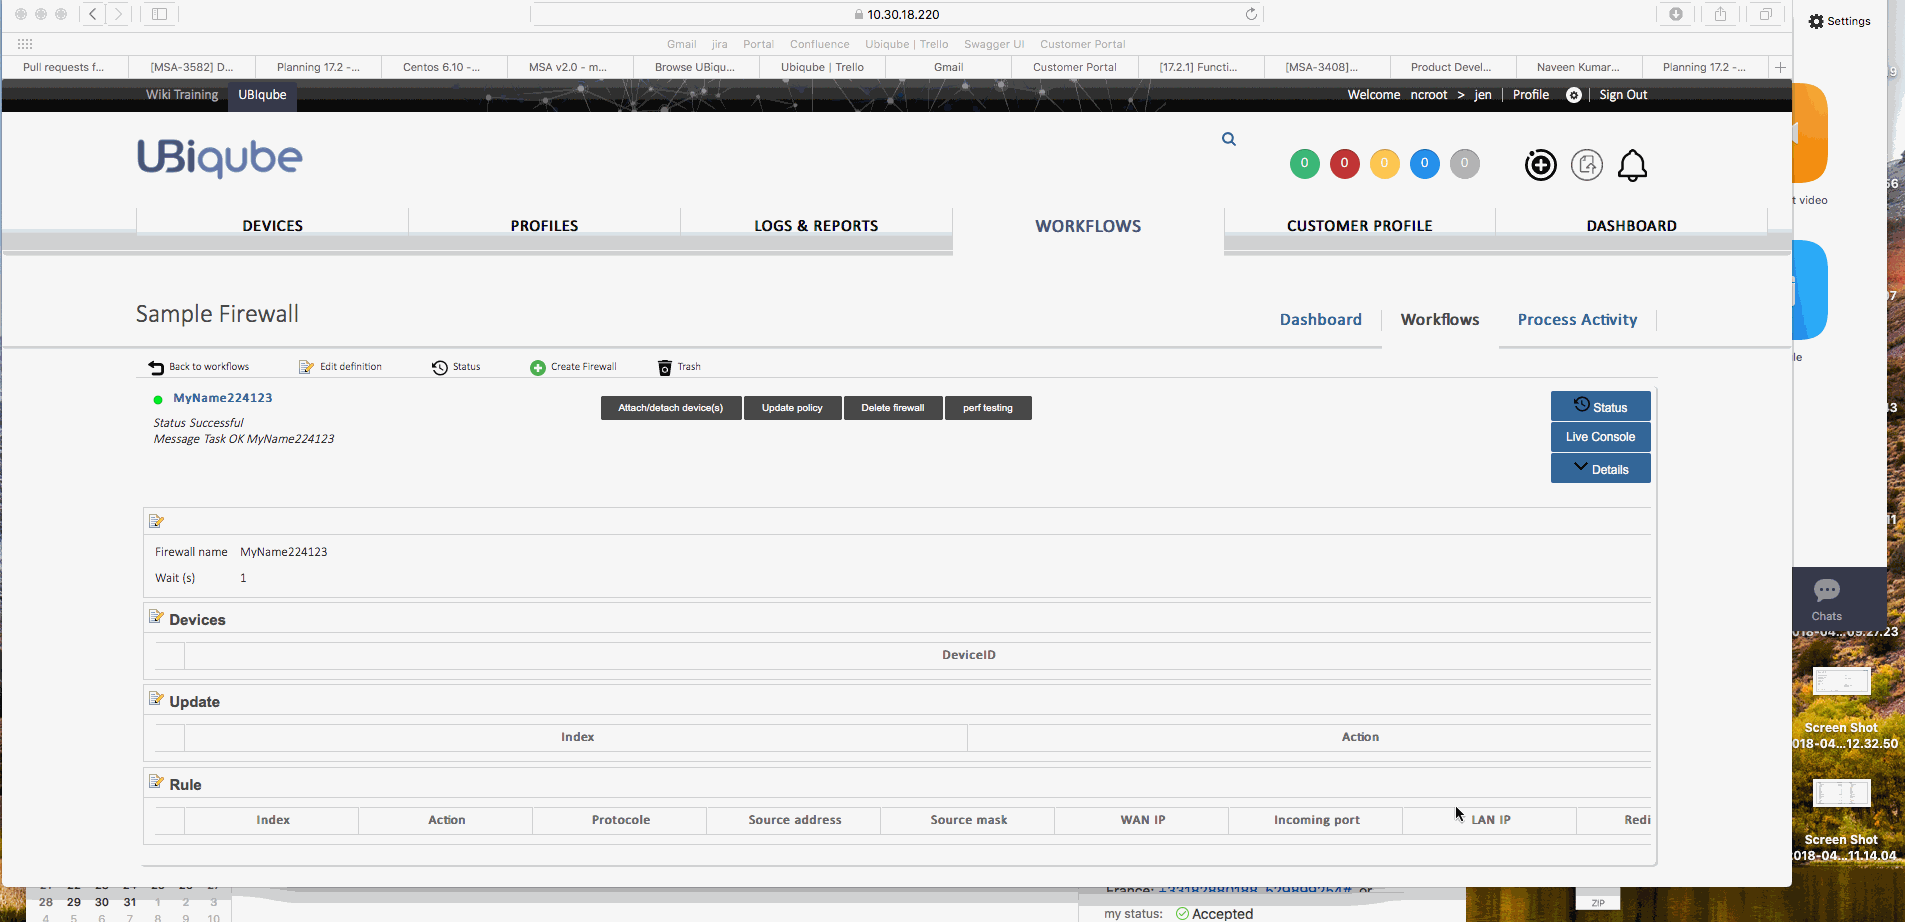 10.30.18.220
Settings
Gmail jira Portal Confluence Ubiqube | Trello Swagger UI Customer Portal
Pull requests f... [MSA-3582] D... Planning 17.2 -... Centos 6.10 -... MSA v2.0 - m... Browse UBiqu... Ubiqube | Trello Gmail Customer Portal [17.2.1] Functi... [MSA-3408]... Product Devel... Naveen Kumar... Planning 17.2 -...
Wiki Training UBIqube Welcome ncroot > jen | Profile | Sign Out
UBiqube
0 0 0 0 0
t video
DEVICES PROFILES LOGS & REPORTS WORKFLOWS CUSTOMER PROFILE DASHBOARD
Sample Firewall
Dashboard Workflows Process Activity
Back to workflows Edit definition Status Create Firewall Trash
MyName224123
Attach/detach device(s) Update policy Delete firewall perf testing
Status
Status Successful
Message Task OK MyName224123
Live Console
Details
Firewall name MyName224123
Wait (s) 1
Devices
DeviceID
Chats
018-04...09.27.23
Update
Index Action
Screen Shot
018-04...12.32.50
Rule
Index Action Protocole Source address Source mask WAN IP Incoming port LAN IP Redi
Screen Shot
018-04...11.14.04
28 29 30 31 1 2 3
4 5 6 7 8 9 10
my status: Accepted
ZIP